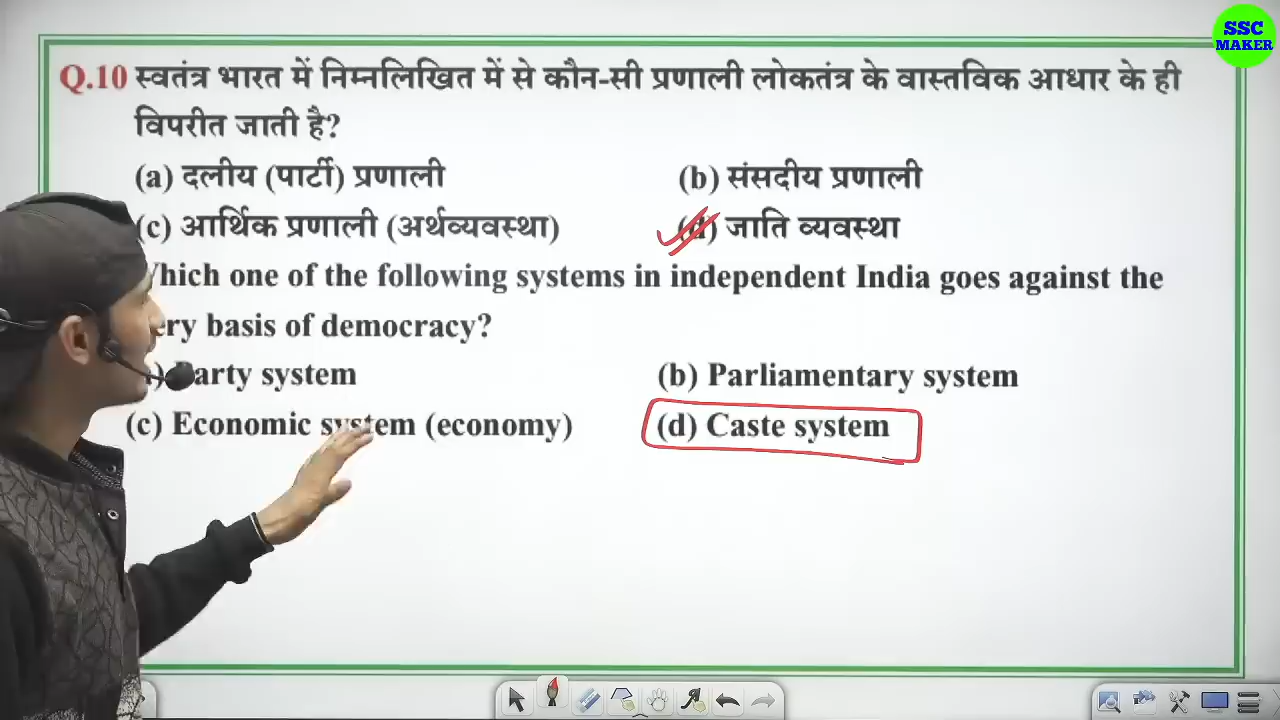 SSC
MAKER
Q.10 स्वतंत्र भारत में निम्नलिखित में से कौन-सी प्रणाली लोकतंत्र के वास्तविक आधार के ही
विपरीत जाती है?
(a) दलीय (पार्टी) प्रणाली (b) संसदीय प्रणाली
(c) आर्थिक प्रणाली (अर्थव्यवस्था) (d) जाति व्यवस्था
hich one of the following systems in independent India goes against the
ery basis of democracy?
) Party system (b) Parliamentary system
(c) Economic system (economy) (d) Caste system